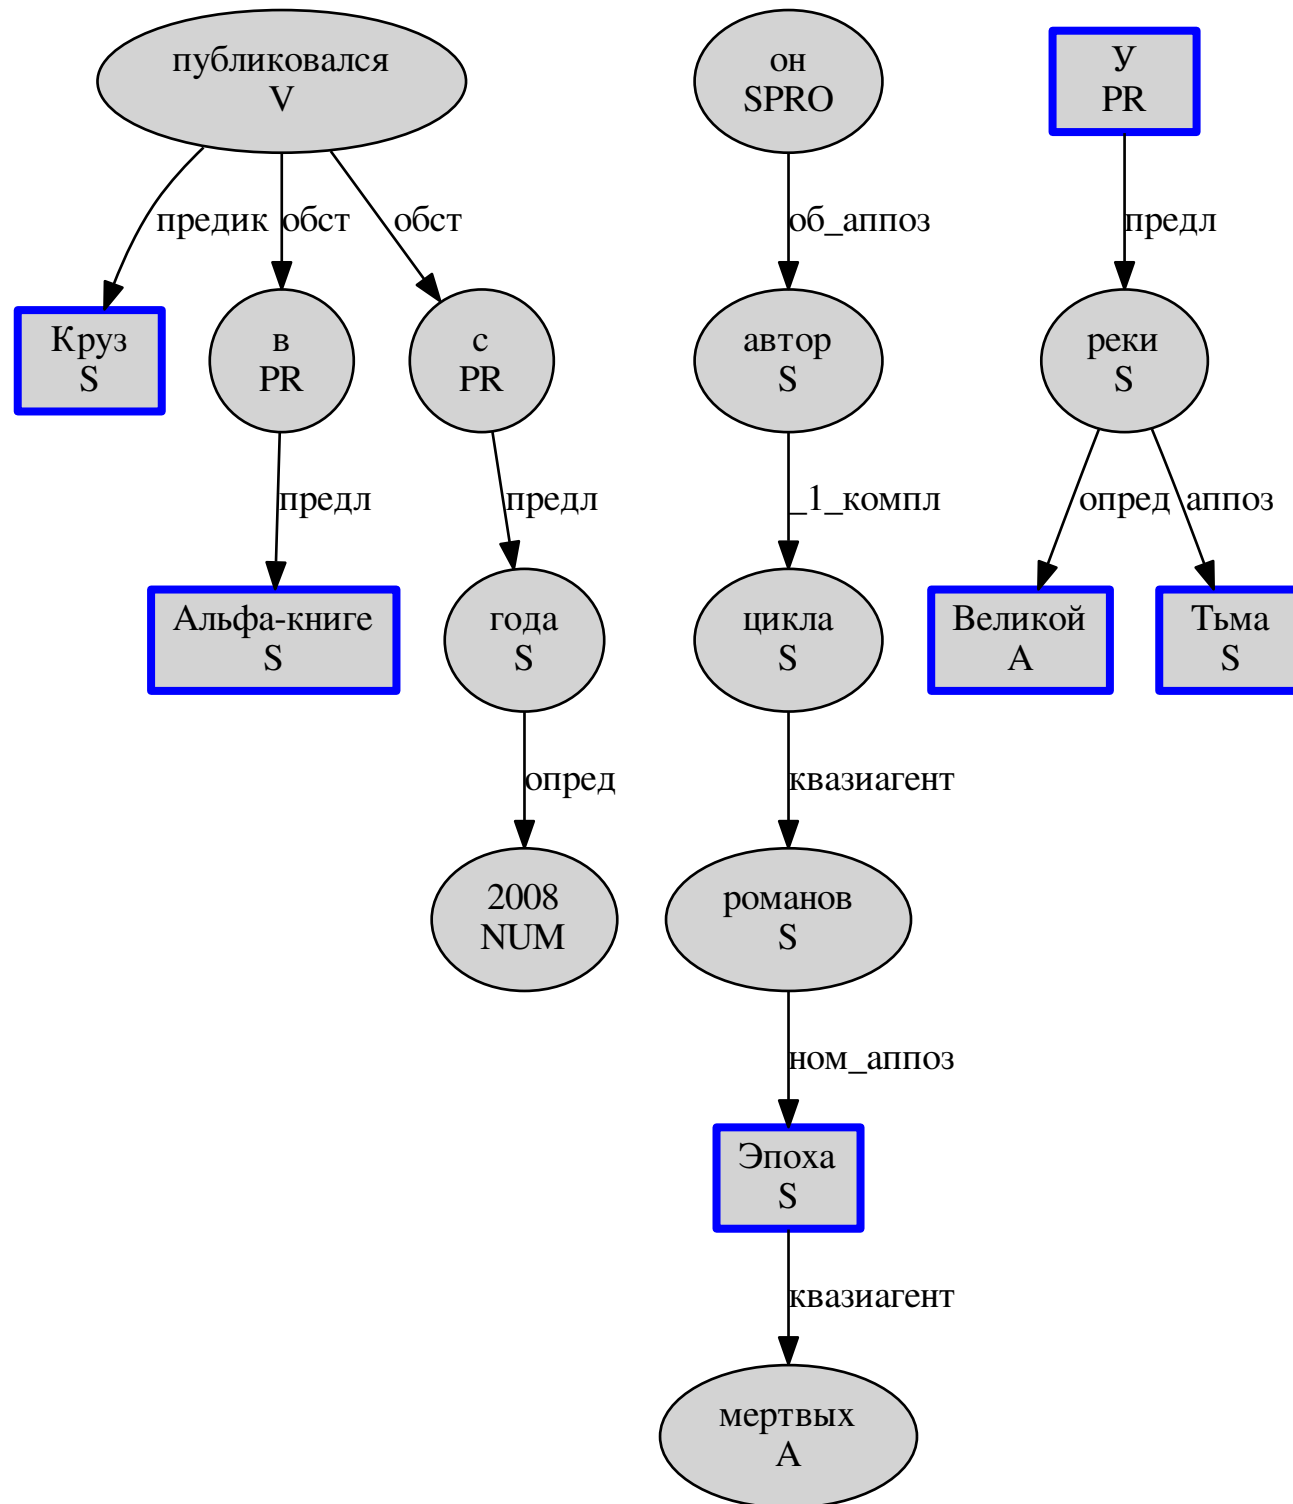 публиковался
V
он
SPRO
У
PR
предик
обст
обст
об_аппоз
предл
Круз
S
в
PR
с
PR
автор
S
реки
S
предл
предл
_1_компл
опред
аппоз
Альфа-книге
S
года
S
цикла
S
Великой
A
Тьма
S
опред
квазиагент
2008
NUM
романов
S
ном_аппоз
Эпоха
S
квазиагент
мертвых
A